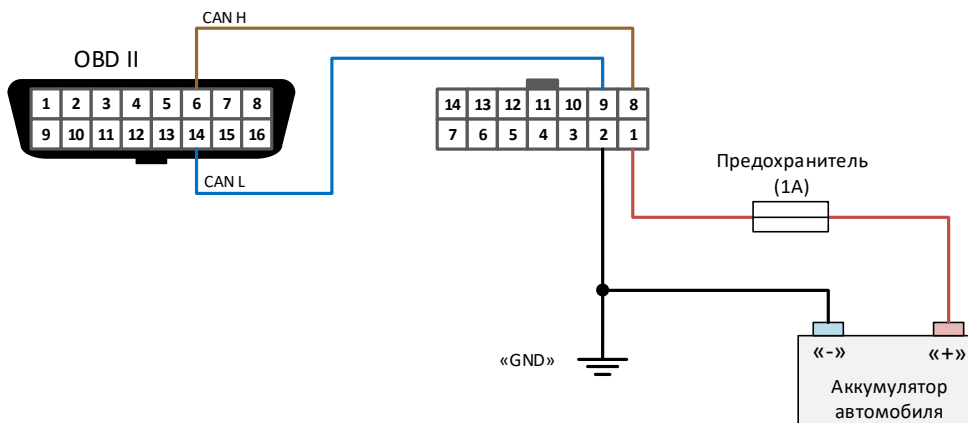 CAN H
OBD II
1 2 3 4 5 6 7 8
9 10 11 12 13 14 15 16
CAN L
14 13 12 11 10 9 8
7 6 5 4 3 2 1
Предохранитель
(1А)
«GND»
«-» «+»
Аккумулятор
автомобиля